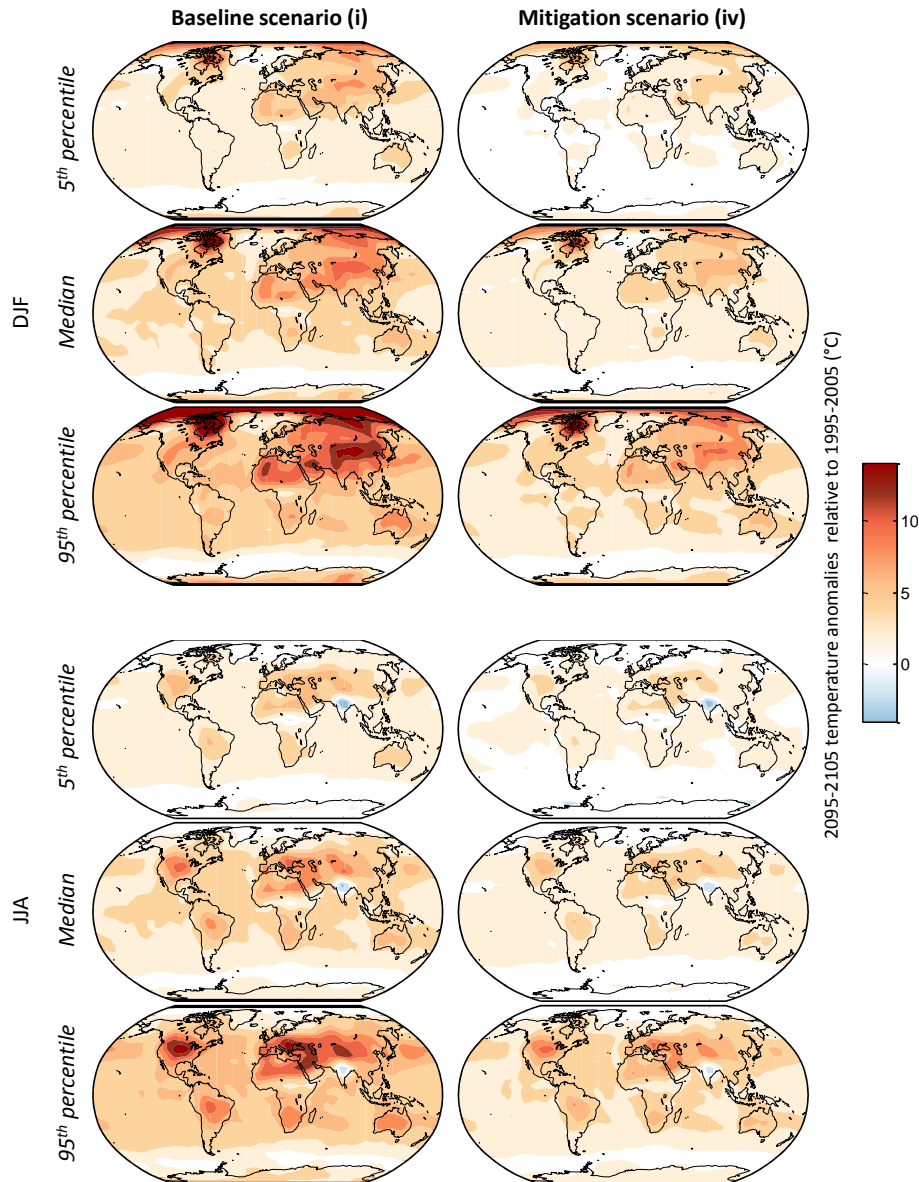 Baseline scenario (i)
Mitigation scenario (iv)
DJF
5th percentile
Median
95th percentile
JJA
5th percentile
Median
95th percentile
2095-2105 temperature anomalies relative to 1995-2005 (°C)
10
5
0